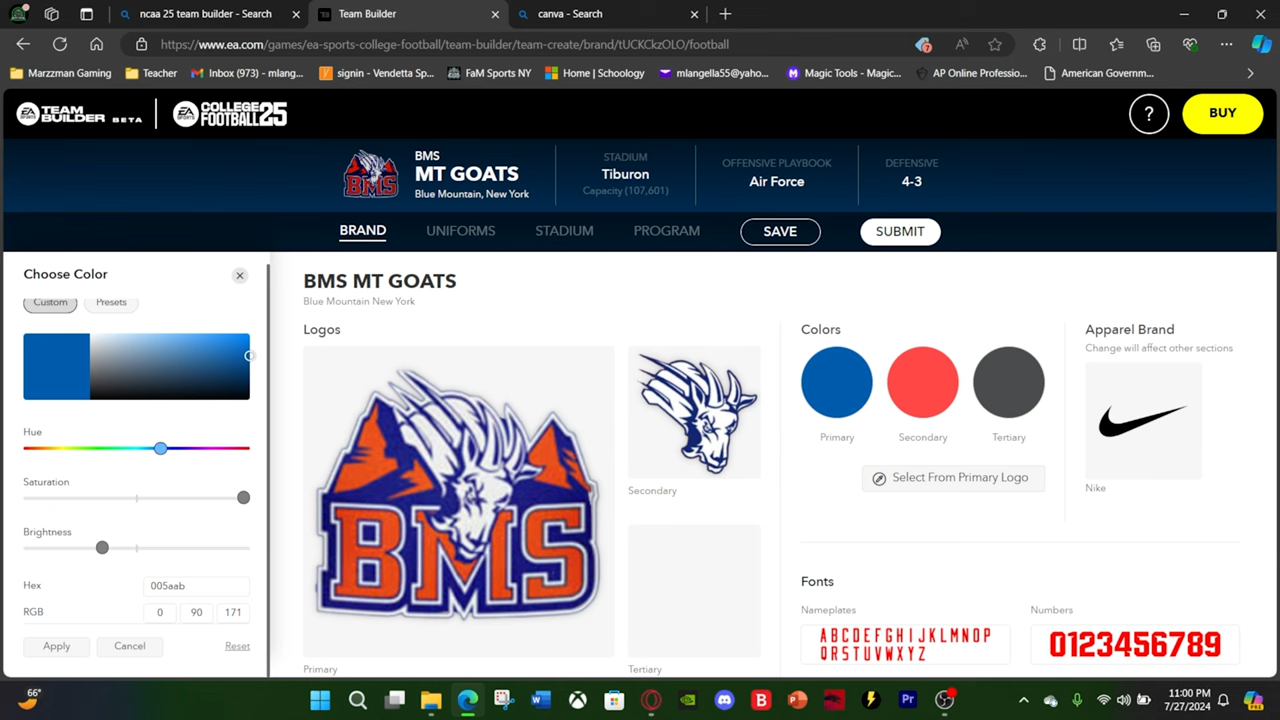 ncaa 25 team builder - Search
Team Builder
canva - Search
https://www.ea.com/games/ea-sports-college-football/team-builder/team-create/brand/tUCKCkzOLO/football
7
Marzzman Gaming
Teacher
Inbox (973) - mlang...
signin - Vendetta Sp...
FaM Sports NY
Home | Schoology
mlangella55@yaho...
Magic Tools - Magic...
AP Online Professio...
American Governm...
EA SPORTS TEAM BUILDER BETA
EA SPORTS COLLEGE FOOTBALL 25
?
BUY
BMS
BMS
MT GOATS
Blue Mountain, New York
STADIUM
Tiburon
Capacity (107,601)
OFFENSIVE PLAYBOOK
Air Force
DEFENSIVE
4-3
BRAND
UNIFORMS
STADIUM
PROGRAM
SAVE
SUBMIT
Choose Color
Custom
Presets
Hue
Saturation
Brightness
Hex
005aab
RGB
0
90
171
Apply
Cancel
Reset
BMS MT GOATS
Blue Mountain New York
Logos
BMS
Primary
Secondary
Tertiary
Colors
Primary
Secondary
Tertiary
Select From Primary Logo
Apparel Brand
Change will affect other sections
Nike
Fonts
Nameplates
ABCDEFGHIJKLMNOP
QRSTUVWXYZ
Numbers
0123456789
66°
11:00 PM
7/27/2024